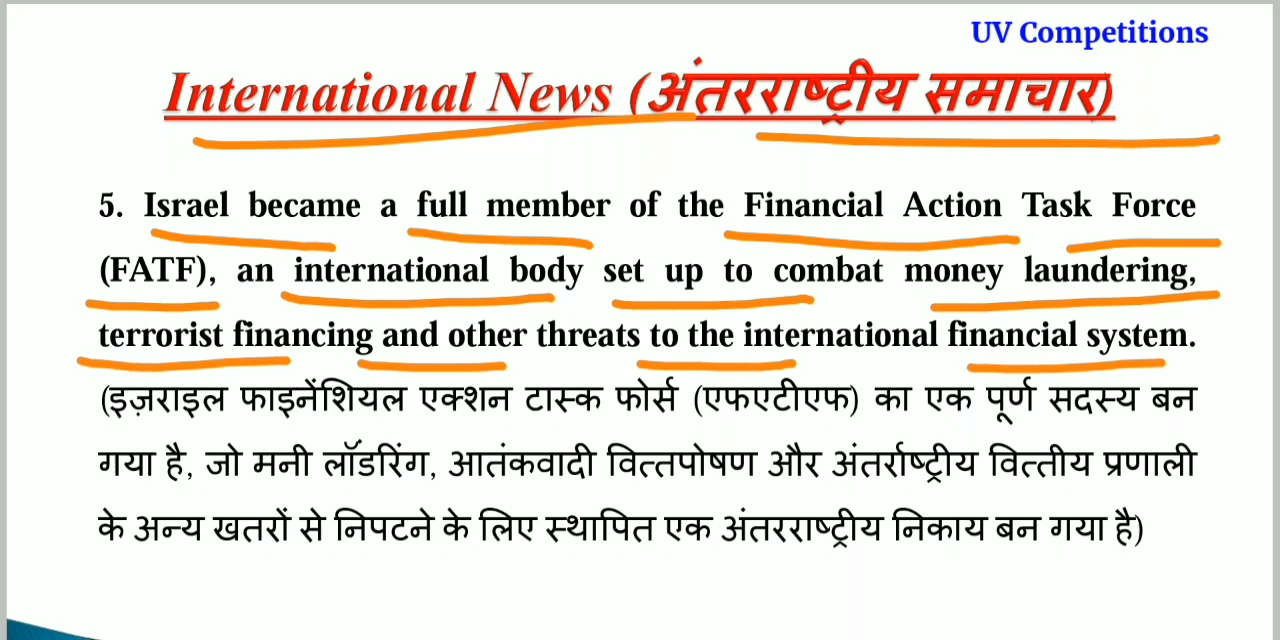 UV Competitions
International News (अंतरराष्ट्रीय समाचार)
5. Israel became a full member of the Financial Action Task Force
(FATF), an international body set up to combat money laundering,
terrorist financing and other threats to the international financial system.
(इज़राइल फाइनेंशियल एक्शन टास्क फोर्स (एफएटीएफ) का एक पूर्ण सदस्य बन
गया है, जो मनी लॉडरिंग, आतंकवादी वित्तपोषण और अंतर्राष्ट्रीय वित्तीय प्रणाली
के अन्य खतरों से निपटने के लिए स्थापित एक अंतरराष्ट्रीय निकाय बन गया है)